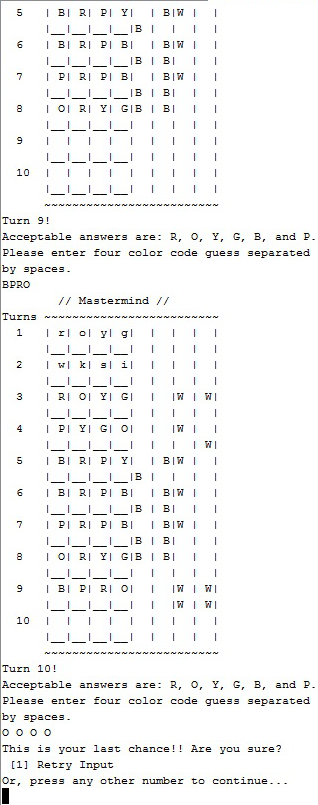 5 | B| R| P| Y| | B|W | |
|__|__|__|__|B | | | |
6 | B| R| P| B| | B|W | |
|__|__|__|__|B | B| | |
7 | P| R| P| B| | B|W | |
|__|__|__|__|B | B| | |
8 | O| R| Y| G|B | B| | |
|__|__|__|__| | | | |
9 | | | | | | | | |
|__|__|__|__| | | | |
10 | | | | | | | | |
|__|__|__|__| | | | |
~~~~~~~~~~~~~~~~~~~~~~~~~
Turn 9!
Acceptable answers are: R, O, Y, G, B, and P.
Please enter four color code guess separated
by spaces.
BPRO
// Mastermind //
Turns ~~~~~~~~~~~~~~~~~~~~~~~~~
1 | r| o| y| g| | | | |
|__|__|__|__| | | | |
2 | w| k| s| i| | | | |
|__|__|__|__| | | | |
3 | R| O| Y| G| | |W | W|
|__|__|__|__| | | | |
4 | P| Y| G| O| | |W | |
|__|__|__|__| | | | W|
5 | B| R| P| Y| | B|W | |
|__|__|__|__|B | | | |
6 | B| R| P| B| | B|W | |
|__|__|__|__|B | B| | |
7 | P| R| P| B| | B|W | |
|__|__|__|__|B | B| | |
8 | O| R| Y| G|B | B| | |
|__|__|__|__| | | | |
9 | B| P| R| O| | |W | W|
|__|__|__|__| | |W | W|
10 | | | | | | | | |
|__|__|__|__| | | | |
~~~~~~~~~~~~~~~~~~~~~~~~~
Turn 10!
Acceptable answers are: R, O, Y, G, B, and P.
Please enter four color code guess separated
by spaces.
O O O O
This is your last chance!! Are you sure?
[1] Retry Input
Or, press any other number to continue...